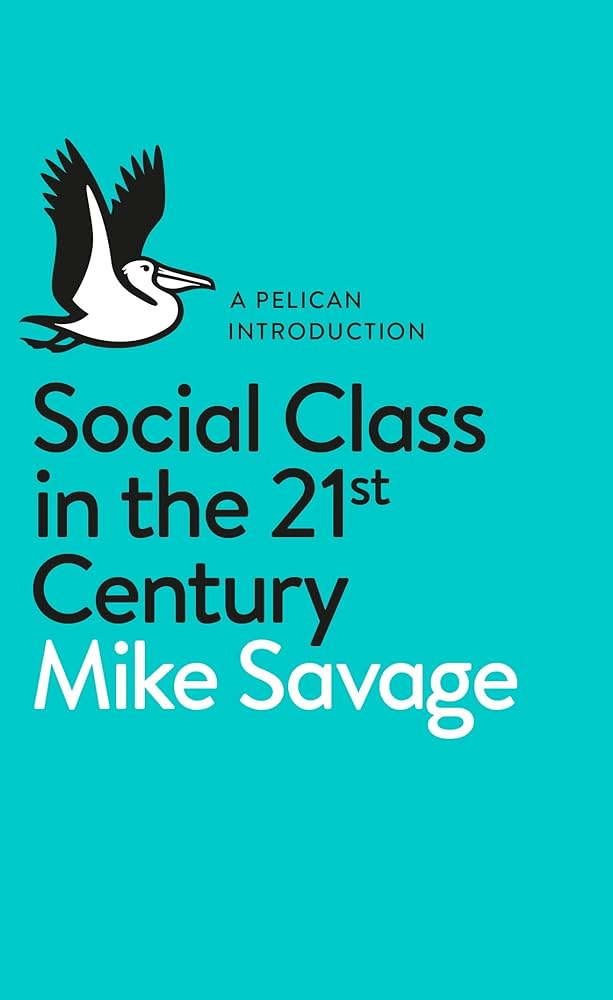 A PELICAN
INTRODUCTION
Social Class
in the 21st
Century
Mike Savage